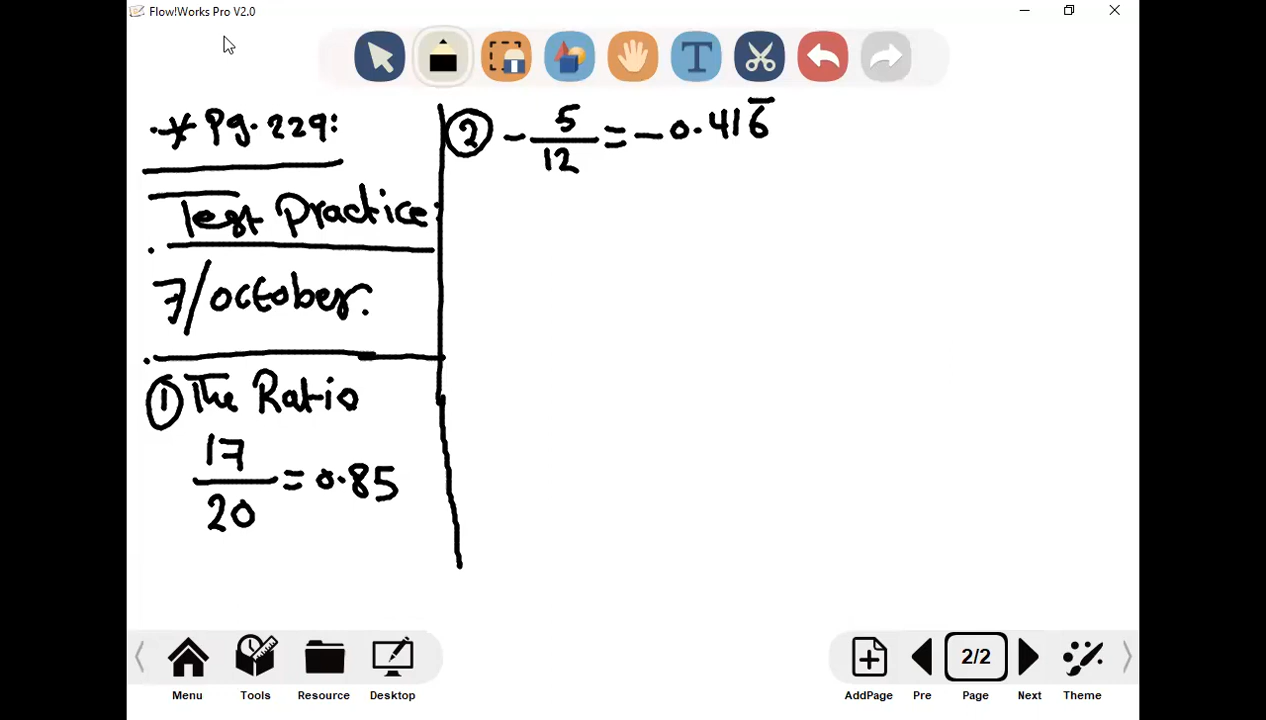 Flow!Works Pro V2.0
T
* Pg. 229:
Test Practice:
7/october.
① The Ratio
17/20 = 0.85
② - 5/12 = - 0.416̅
Menu
Tools
Resource
Desktop
AddPage
Pre
2/2
Page
Next
Theme